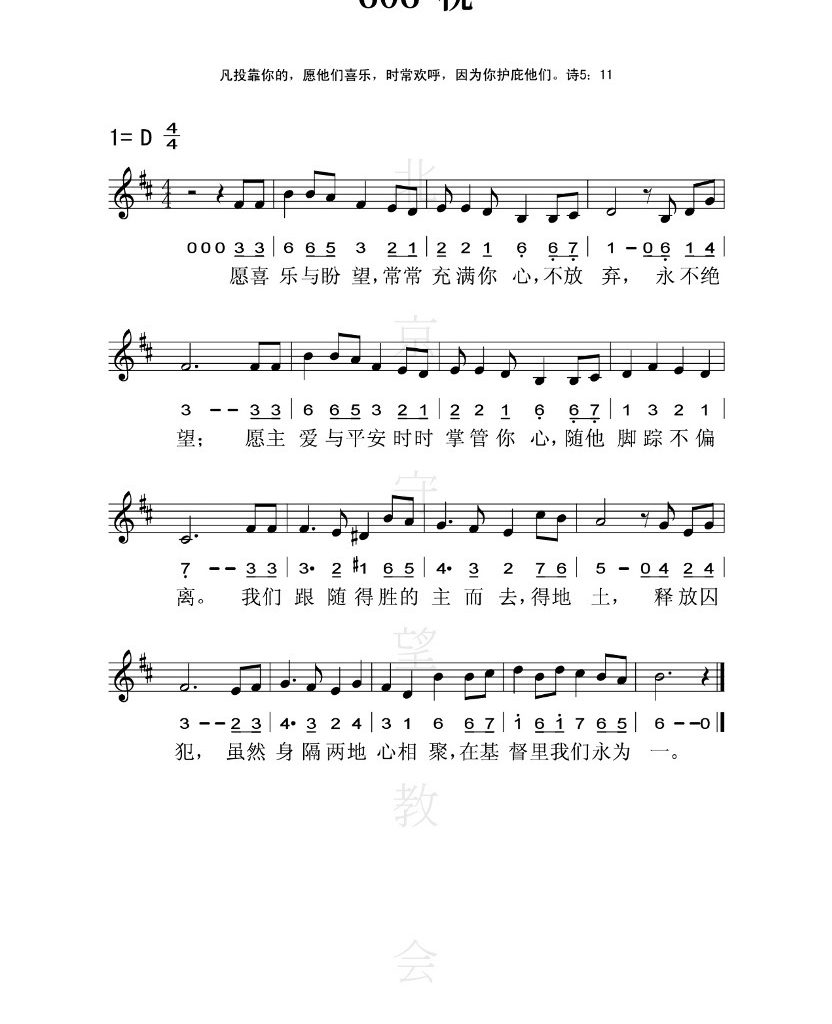 凡投靠你的，愿他们喜乐，时常欢呼，因为你护庇他们。诗5：11
1= D 4/4
0 0 0 3 3 | 6 6 5 3 2 1 | 2 2 1 6 6 7 | 1 – 0 6 1 4 |
愿喜 乐与盼 望，常常 充满你 心，不放 弃， 永不绝
3 – – 3 3 | 6 6 5 3 2 1 | 2 2 1 6 6 7 | 1 3 2 1 |
望； 愿主 爱与平安时时 掌管你 心，随他 脚踪不偏
7 – – 3 3 | 3· 2 #1 6 5 | 4· 3 2 7 6 | 5 – 0 4 2 4 |
离。 我们 跟随得胜的 主而去，得地 土， 释放囚
3 – – 2 3 | 4· 3 2 4 | 3 1 6 6 7 | 1 6 1 7 6 5 | 6 – – 0 ‖
犯， 虽然 身隔两地 心相聚，在基 督里我们永为 一。
北
京
守
望
教
会